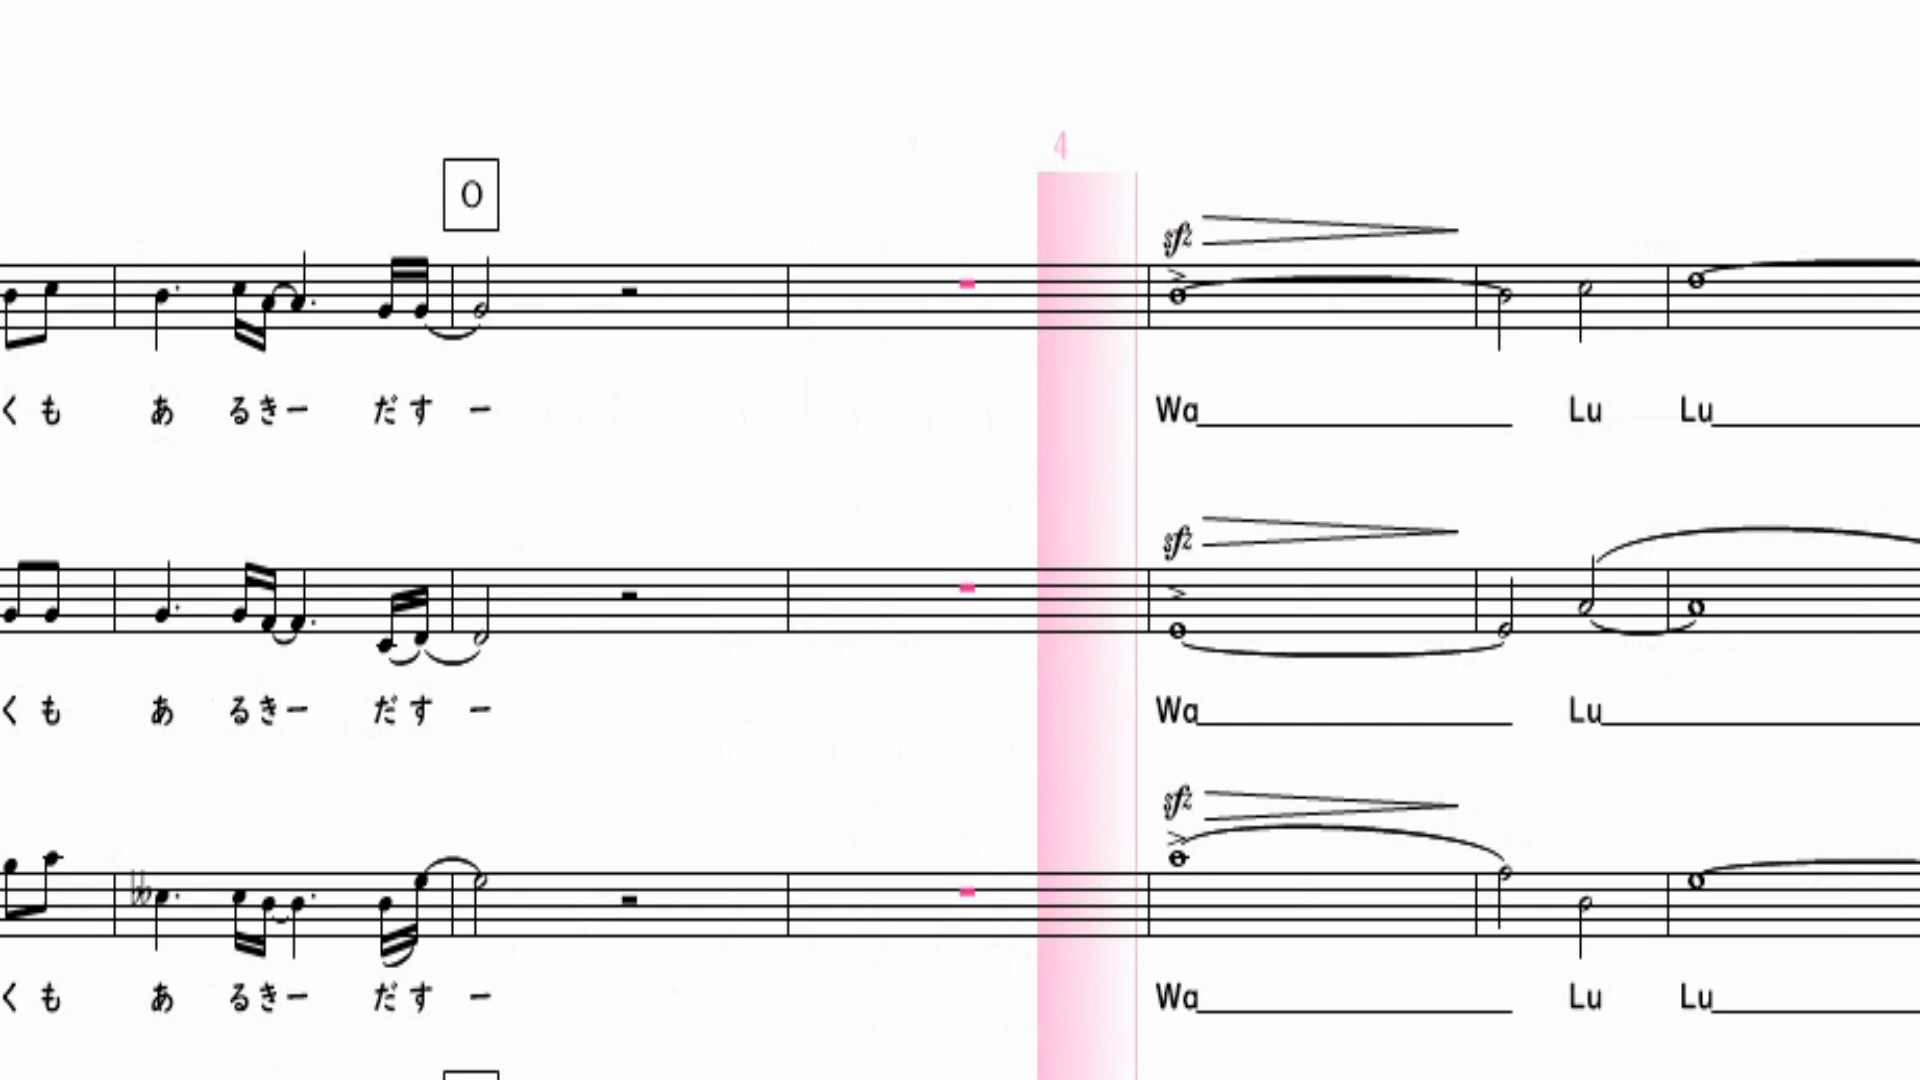 4
O
sfz
くも あ るきー だす ー Wa Lu Lu
sfz
くも あ るきー だす ー Wa Lu
sfz
くも あ るきー だす ー Wa Lu Lu